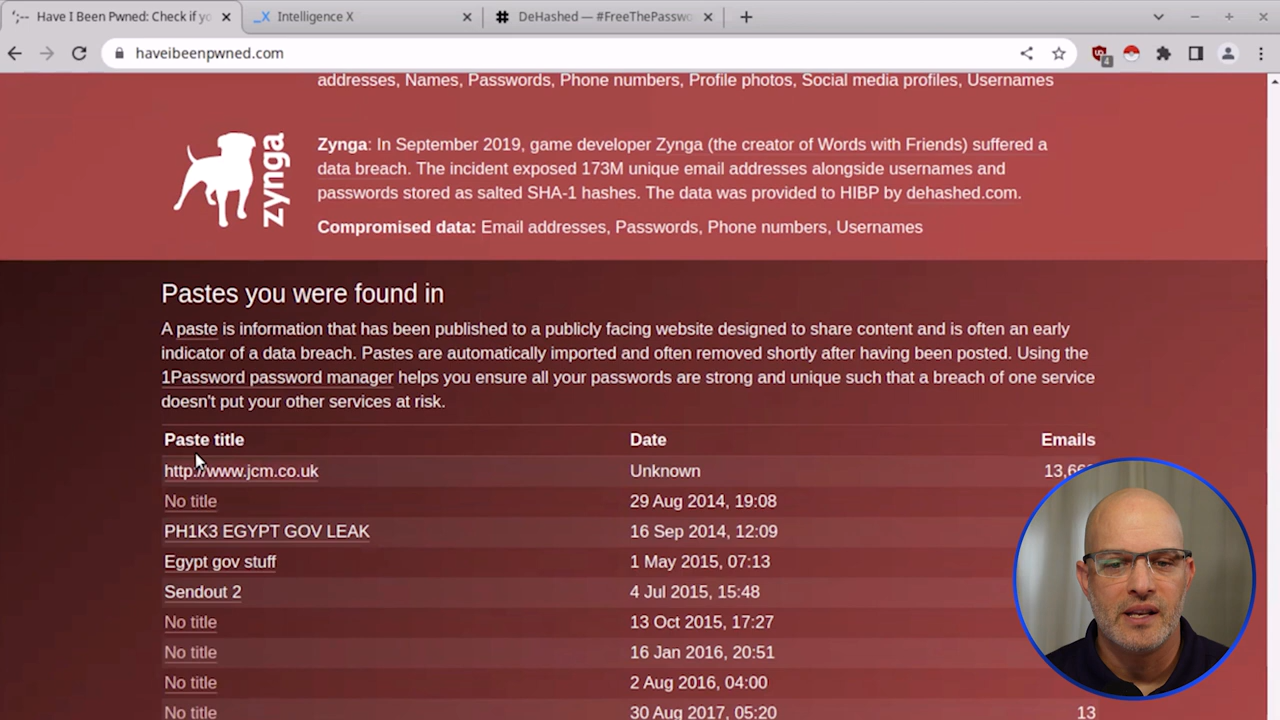 Have I Been Pwned: Check if yo
Intelligence X
DeHashed — #FreeThePasswo
haveibeenpwned.com
4
addresses, Names, Passwords, Phone numbers, Profile photos, Social media profiles, Usernames
zynga
Zynga: In September 2019, game developer Zynga (the creator of Words with Friends) suffered a
data breach. The incident exposed 173M unique email addresses alongside usernames and
passwords stored as salted SHA-1 hashes. The data was provided to HIBP by dehashed.com.
Compromised data: Email addresses, Passwords, Phone numbers, Usernames
Pastes you were found in
A paste is information that has been published to a publicly facing website designed to share content and is often an early
indicator of a data breach. Pastes are automatically imported and often removed shortly after having been posted. Using the
1Password password manager helps you ensure all your passwords are strong and unique such that a breach of one service
doesn't put your other services at risk.
Paste title Date Emails
http://www.jcm.co.uk Unknown
No title 29 Aug 2014, 19:08
PH1K3 EGYPT GOV LEAK 16 Sep 2014, 12:09
Egypt gov stuff 1 May 2015, 07:13
Sendout 2 4 Jul 2015, 15:48
No title 13 Oct 2015, 17:27
No title 16 Jan 2016, 20:51
No title 2 Aug 2016, 04:00
No title 30 Aug 2017, 05:20 13